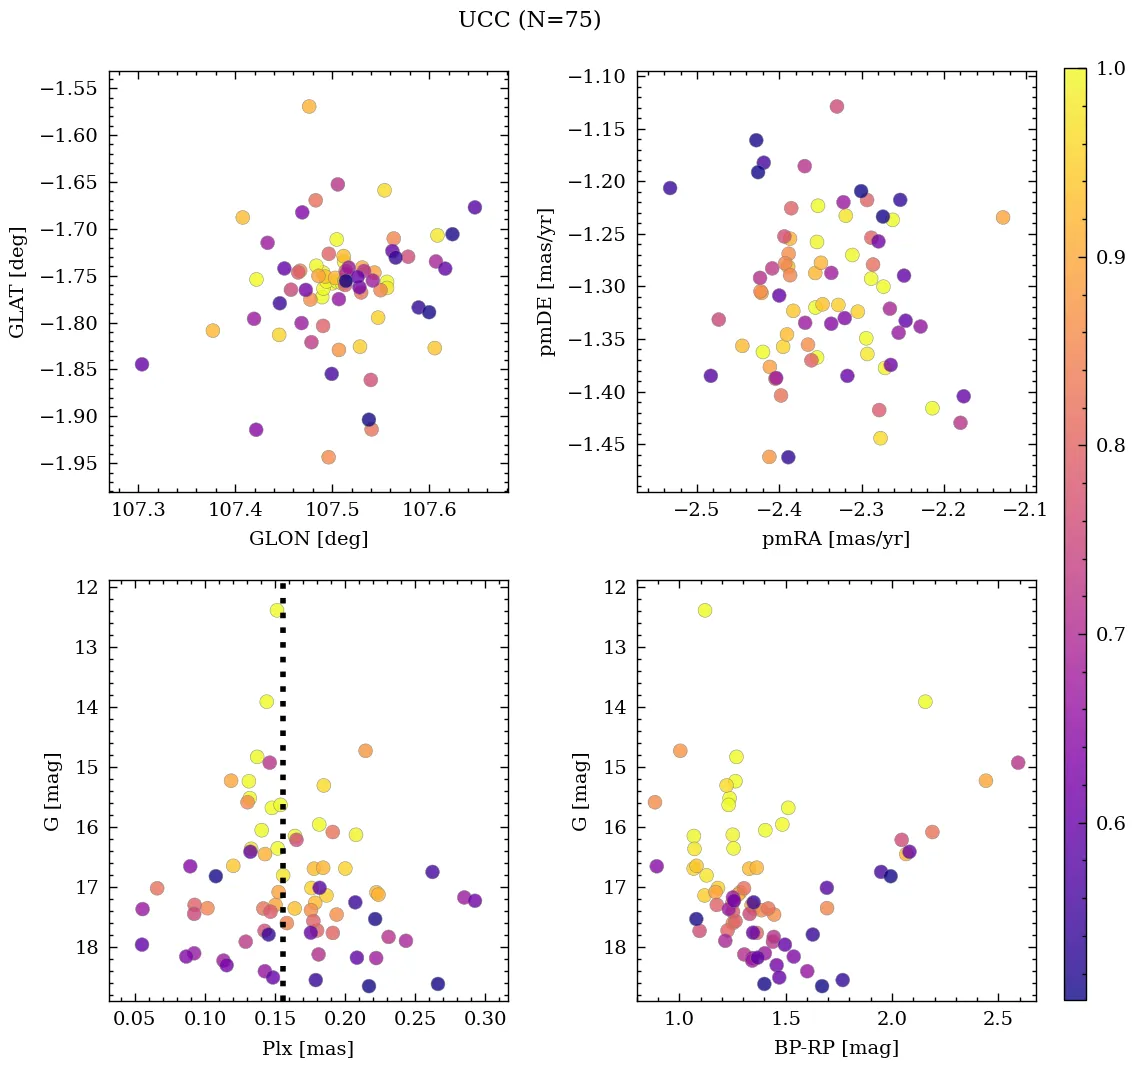 UCC (N=75)
−1.55
−1.60
−1.65
−1.70
−1.75
−1.80
−1.85
−1.90
−1.95
GLAT [deg]
107.3 107.4 107.5 107.6
GLON [deg]
−1.10
−1.15
−1.20
−1.25
−1.30
−1.35
−1.40
−1.45
pmDE [mas/yr]
−2.5 −2.4 −2.3 −2.2 −2.1
pmRA [mas/yr]
12
13
14
15
16
17
18
G [mag]
0.05 0.10 0.15 0.20 0.25 0.30
Plx [mas]
12
13
14
15
16
17
18
G [mag]
1.0 1.5 2.0 2.5
BP-RP [mag]
1.0
0.9
0.8
0.7
0.6